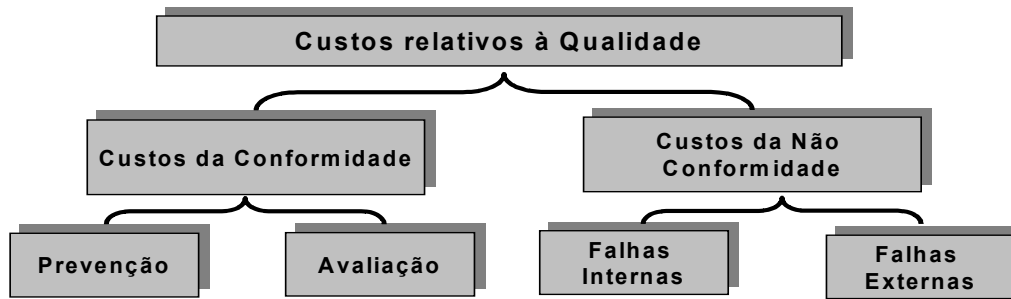 Custos relativos à Qualidade
Custos da Conformidade
Custos da Não
Conformidade
Prevenção
Avaliação
Falhas
Internas
Falhas
Externas